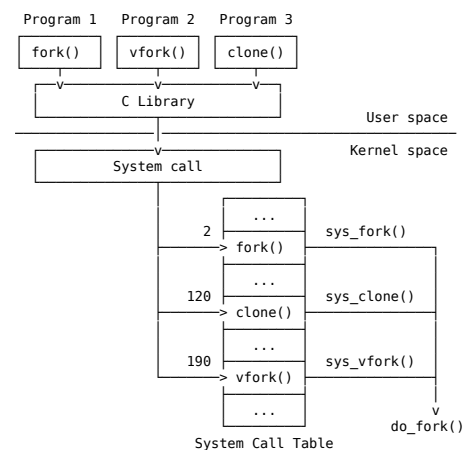 Program 1 Program 2 Program 3
fork() vfork() clone()
C Library
User space
Kernel space
System call
...
2 fork() sys_fork()
...
120 clone() sys_clone()
...
190 vfork() sys_vfork()
...
do_fork()
System Call Table